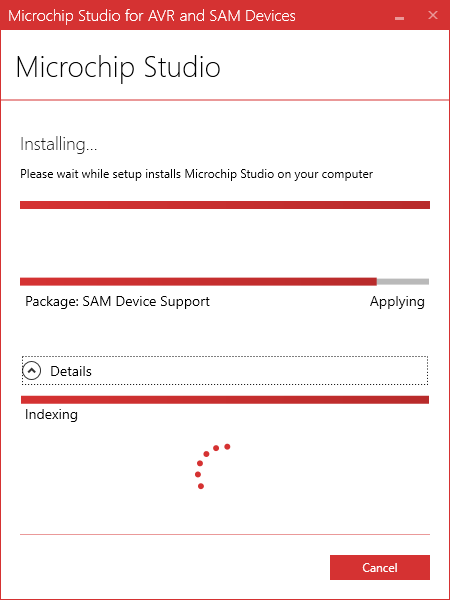 Microchip Studio for AVR and SAM Devices
Microchip Studio
Installing...
Please wait while setup installs Microchip Studio on your computer
Package: SAM Device Support Applying
Details
Indexing
Cancel